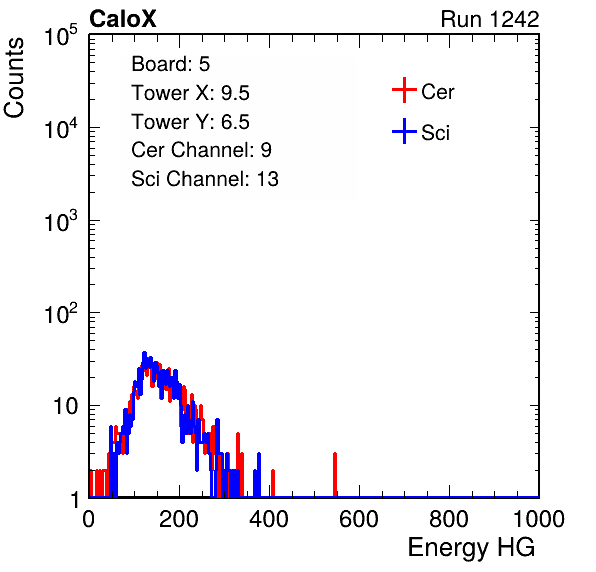 CaloX Run 1242
Board: 5
Tower X: 9.5
Tower Y: 6.5
Cer Channel: 9
Sci Channel: 13
Cer
Sci
Counts
10^5
10^4
10^3
10^2
10
1
0 200 400 600 800 1000
Energy HG